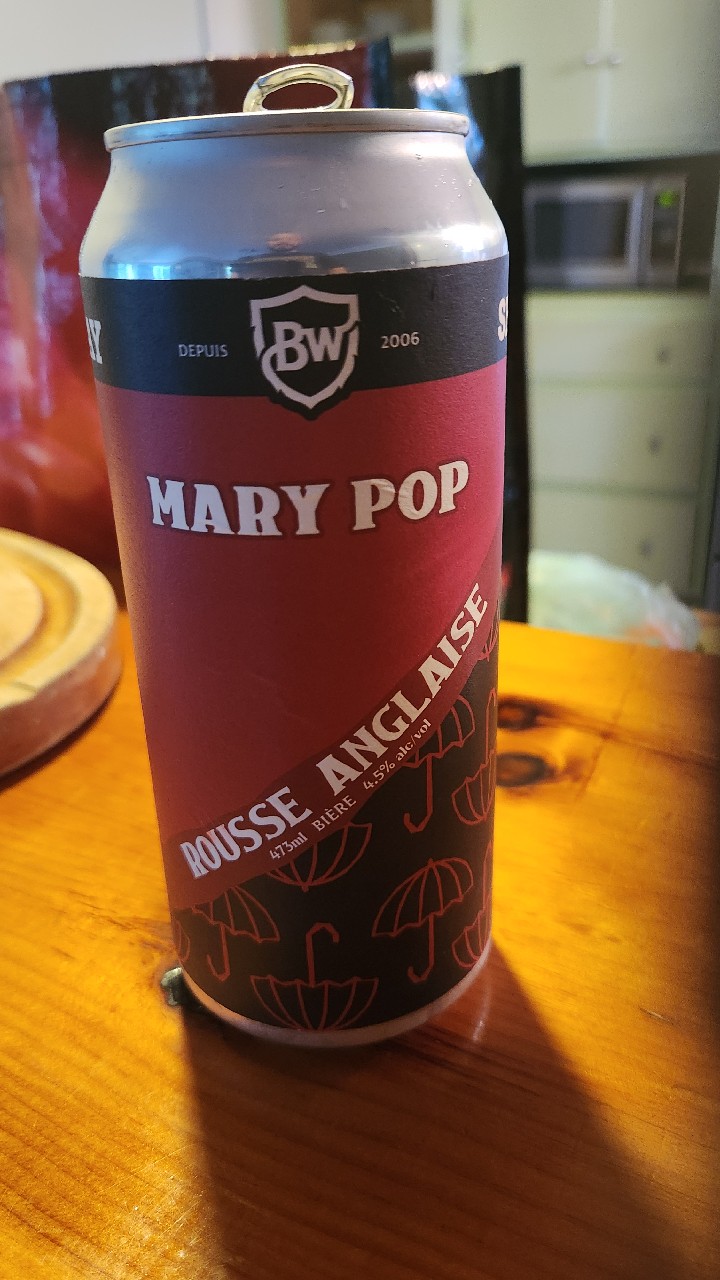 DEPUIS BW 2006
MARY POP
ROUSSE ANGLAISE
473ml BIÈRE 4.5% alc/vol